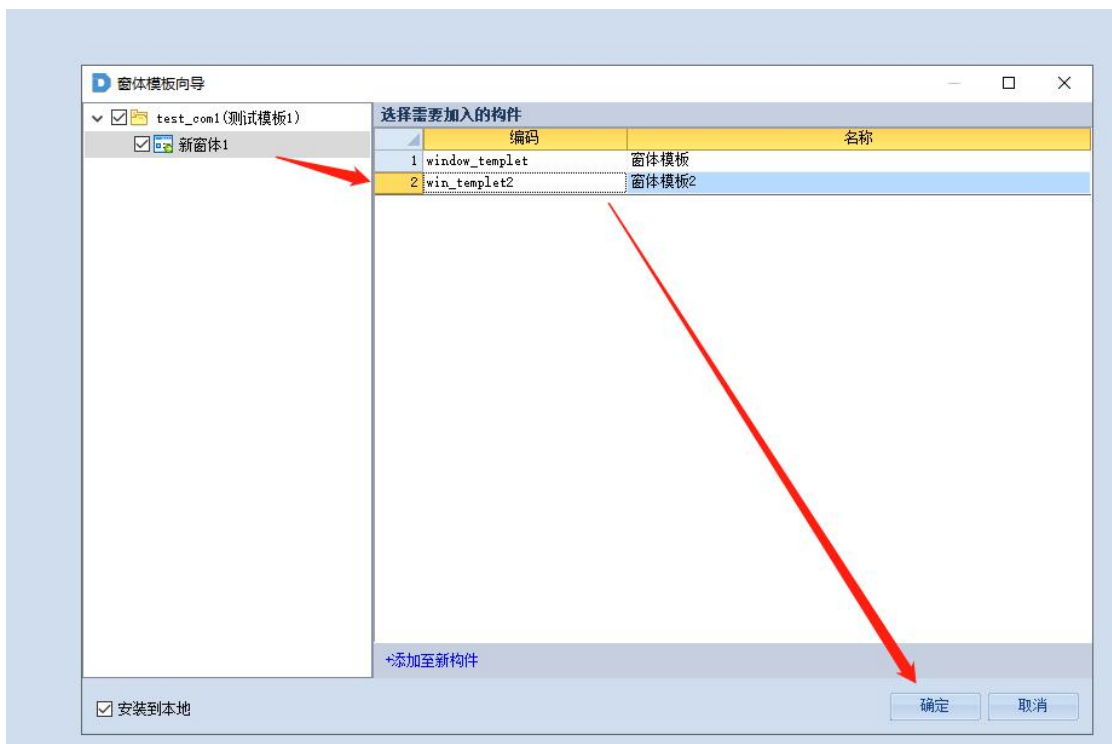 窗体模板向导
test_com1(测试模板1)
新窗体1
选择需要加入的构件
编码 名称
1 window_templet 窗体模板
2 win_templet2 窗体模板2
+添加至新构件
安装到本地
确定 取消